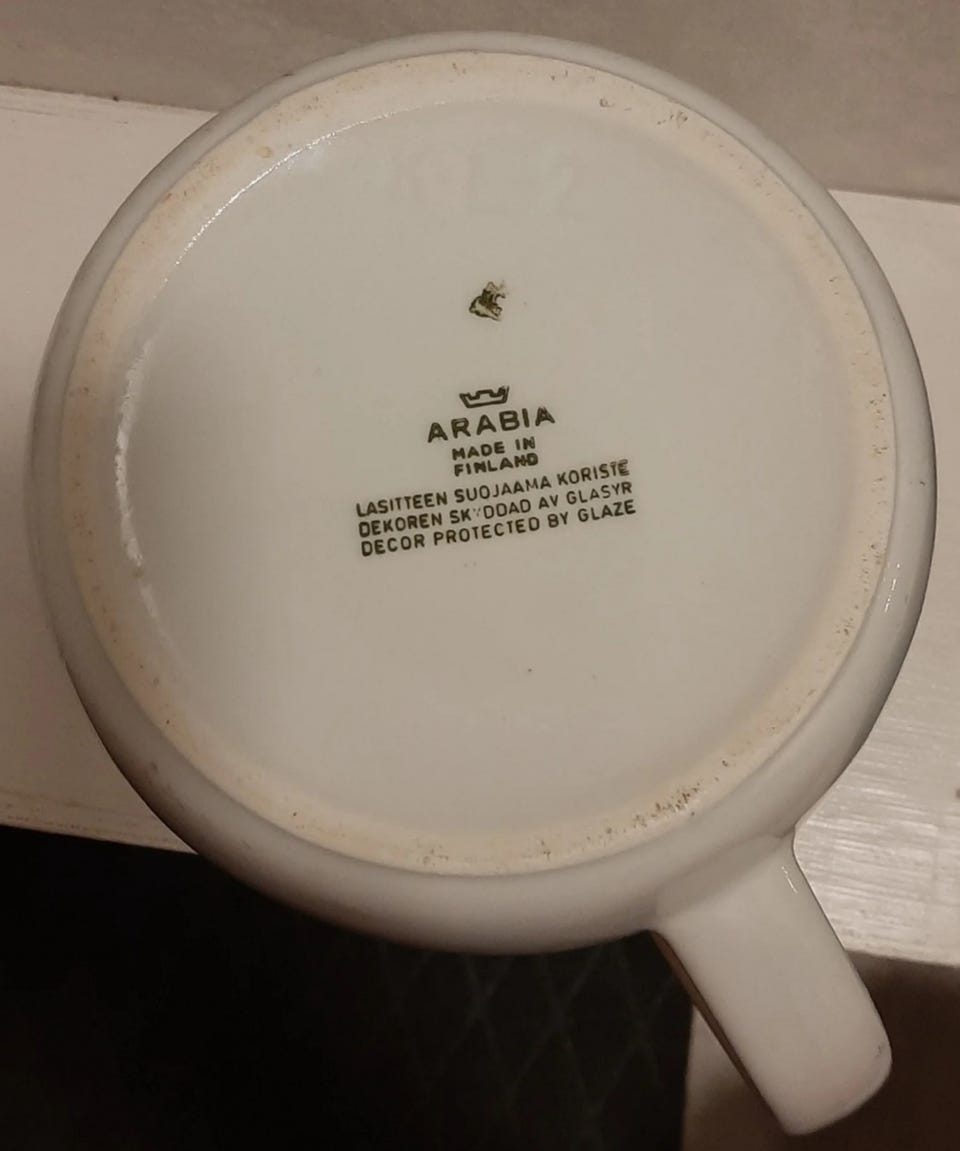 ARABIA
MADE IN
FINLAND
LASITTEEN SUOJAAMA KORISTE
DEKOREN SKYDDAD AV GLASYR
DECOR PROTECTED BY GLAZE